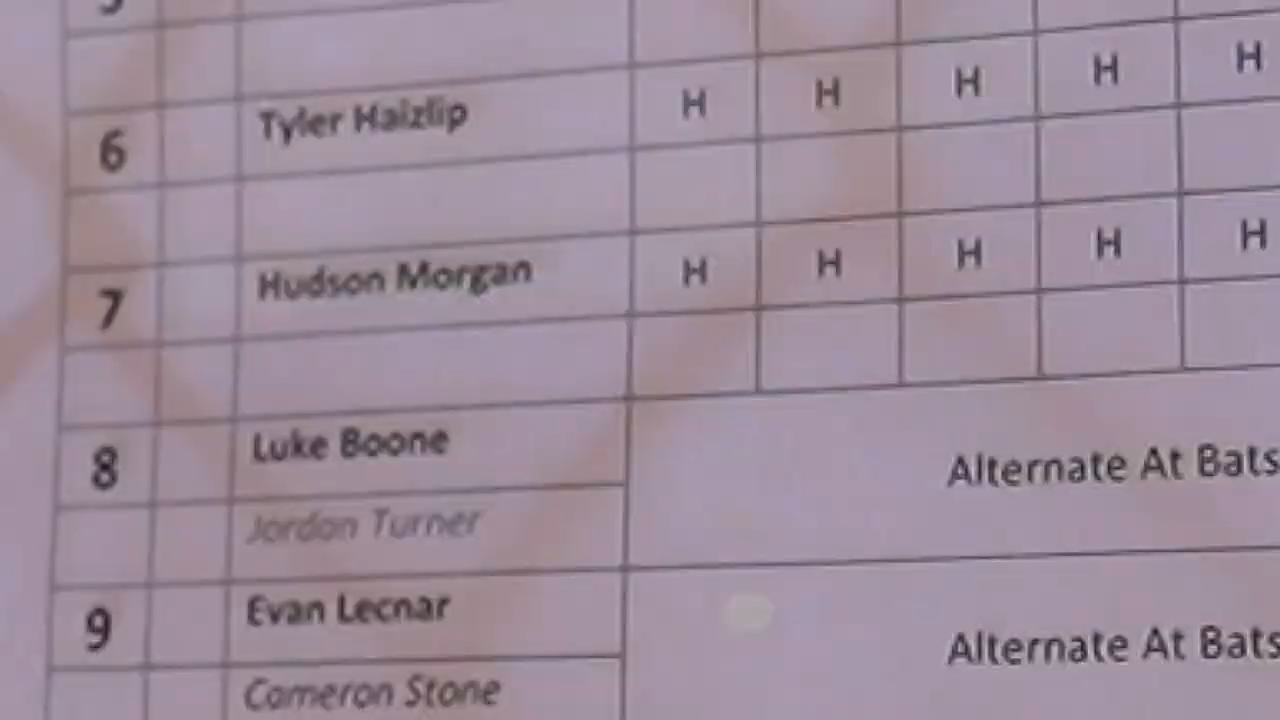 6 Tyler Haizlip H H H H H
7 Hudson Morgan H H H H H
8 Luke Boone Alternate At Bats
Jordan Turner
9 Evan Lecnar Alternate At Bats
Cameron Stone